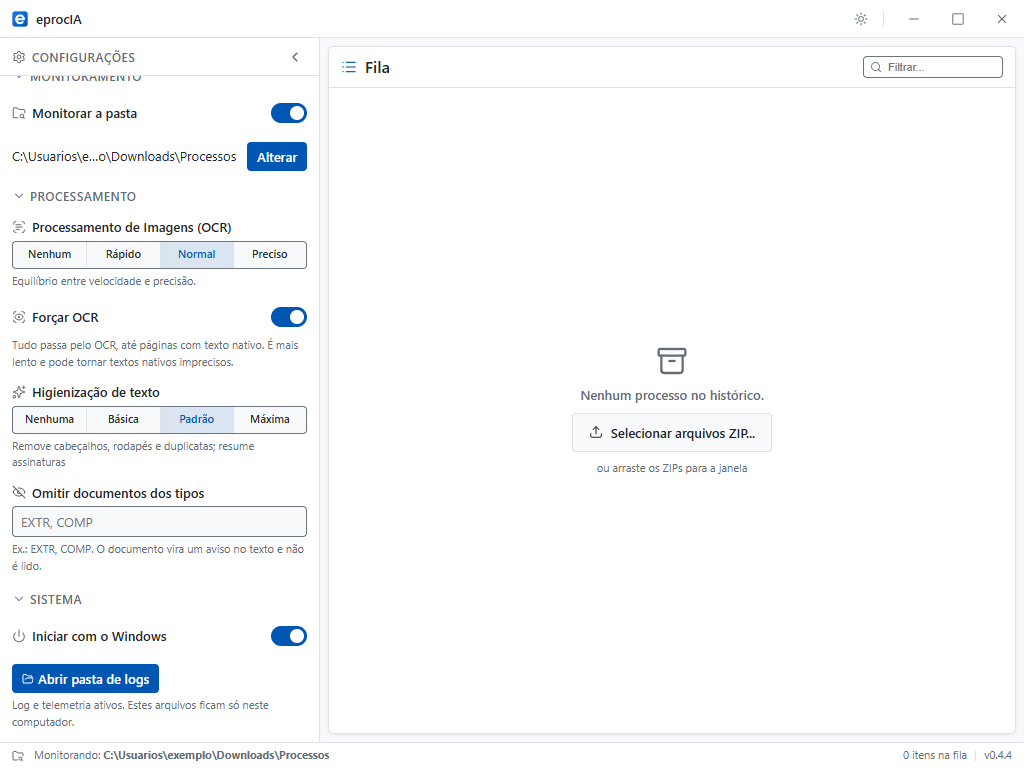 eprocIA
CONFIGURAÇÕES
MONITORAMENTO
Monitorar a pasta
C:\Usuarios\e...o\Downloads\Processos
Alterar
PROCESSAMENTO
Processamento de Imagens (OCR)
Nenhum Rápido Normal Preciso
Equilíbrio entre velocidade e precisão.
Forçar OCR
Tudo passa pelo OCR, até páginas com texto nativo. É mais
lento e pode tornar textos nativos imprecisos.
Higienização de texto
Nenhuma Básica Padrão Máxima
Remove cabeçalhos, rodapés e duplicatas; resume
assinaturas
Omitir documentos dos tipos
EXTR, COMP
Ex.: EXTR, COMP. O documento vira um aviso no texto e não
é lido.
SISTEMA
Iniciar com o Windows
Abrir pasta de logs
Log e telemetria ativos. Estes arquivos ficam só neste
computador.
Fila
Filtrar...
Nenhum processo no histórico.
Selecionar arquivos ZIP...
ou arraste os ZIPs para a janela
Monitorando: C:\Usuarios\exemplo\Downloads\Processos
0 itens na fila
v0.4.4